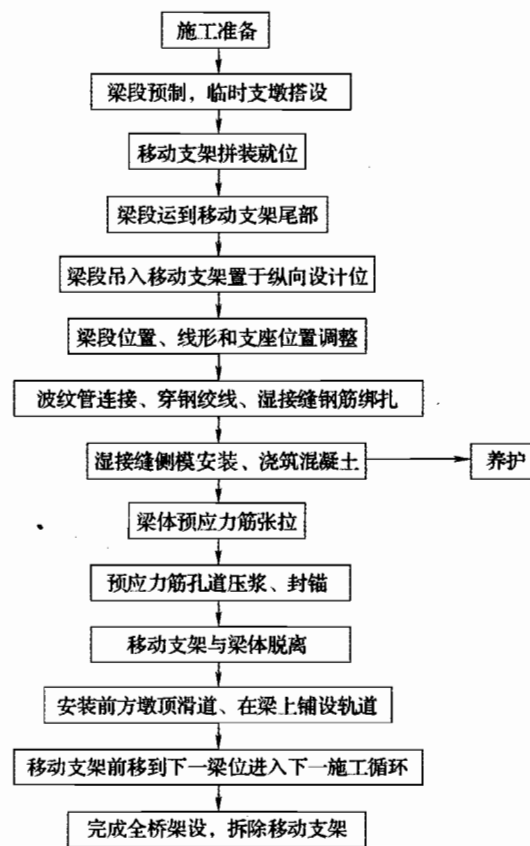 施工准备
梁段预制，临时支墩搭设
移动支架拼装就位
梁段运到移动支架尾部
梁段吊入移动支架置于纵向设计位
梁段位置、线形和支座位置调整
波纹管连接、穿钢绞线、湿接缝钢筋绑扎
湿接缝侧模安装、浇筑混凝土
养护
梁体预应力筋张拉
预应力筋孔道压浆、封锚
移动支架与梁体脱离
安装前方墩顶滑道、在梁上铺设轨道
移动支架前移到下一梁位进入下一施工循环
完成全桥架设，拆除移动支架